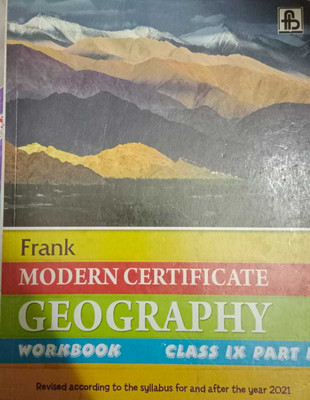 fb
Frank
MODERN CERTIFICATE
GEOGRAPHY
WORKBOOK CLASS IX PART I
Revised according to the syllabus for and after the year 2021